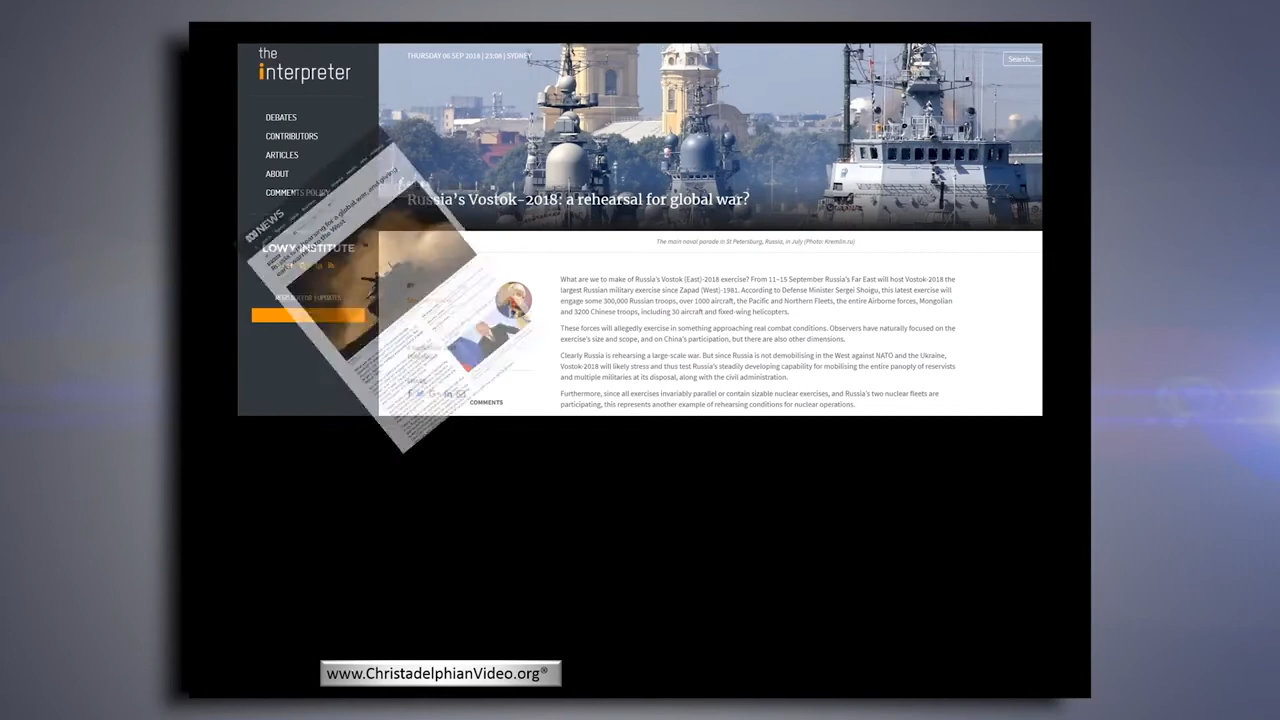 the
interpreter
THURSDAY 06 SEP 2018 | 23:08 | SYDNEY
Search...
DEBATES
CONTRIBUTORS
ARTICLES
ABOUT
COMMENTS POLICY
Russia's Vostok-2018: a rehearsal for global war?
NEWS
for a global war, and giving
LOWY INSTITUTE
The main naval parade in St Petersburg, Russia, in July (Photo: Kremlin.ru)
What are we to make of Russia's Vostok (East)-2018 exercise? From 11–15 September Russia's Far East will host Vostok-2018 the
largest Russian military exercise since Zapad (West)-1981. According to Defense Minister Sergei Shoigu, this latest exercise will
engage some 300,000 Russian troops, over 1000 aircraft, the Pacific and Northern Fleets, the entire Airborne forces, Mongolian
and 3200 Chinese troops, including 30 aircraft and fixed-wing helicopters.
These forces will allegedly exercise in something approaching real combat conditions. Observers have naturally focused on the
exercise's size and scope, and on China's participation, but there are also other dimensions.
Clearly Russia is rehearsing a large-scale war. But since Russia is not demobilising in the West against NATO and the Ukraine,
Vostok-2018 will likely stress and thus test Russia's steadily developing capability for mobilising the entire panoply of reservists
and multiple militaries at its disposal, along with the civil administration.
Furthermore, since all exercises invariably parallel or contain sizable nuclear exercises, and Russia's two nuclear fleets are
participating, this represents another example of rehearsing conditions for nuclear operations.
COMMENTS
www.ChristadelphianVideo.org®